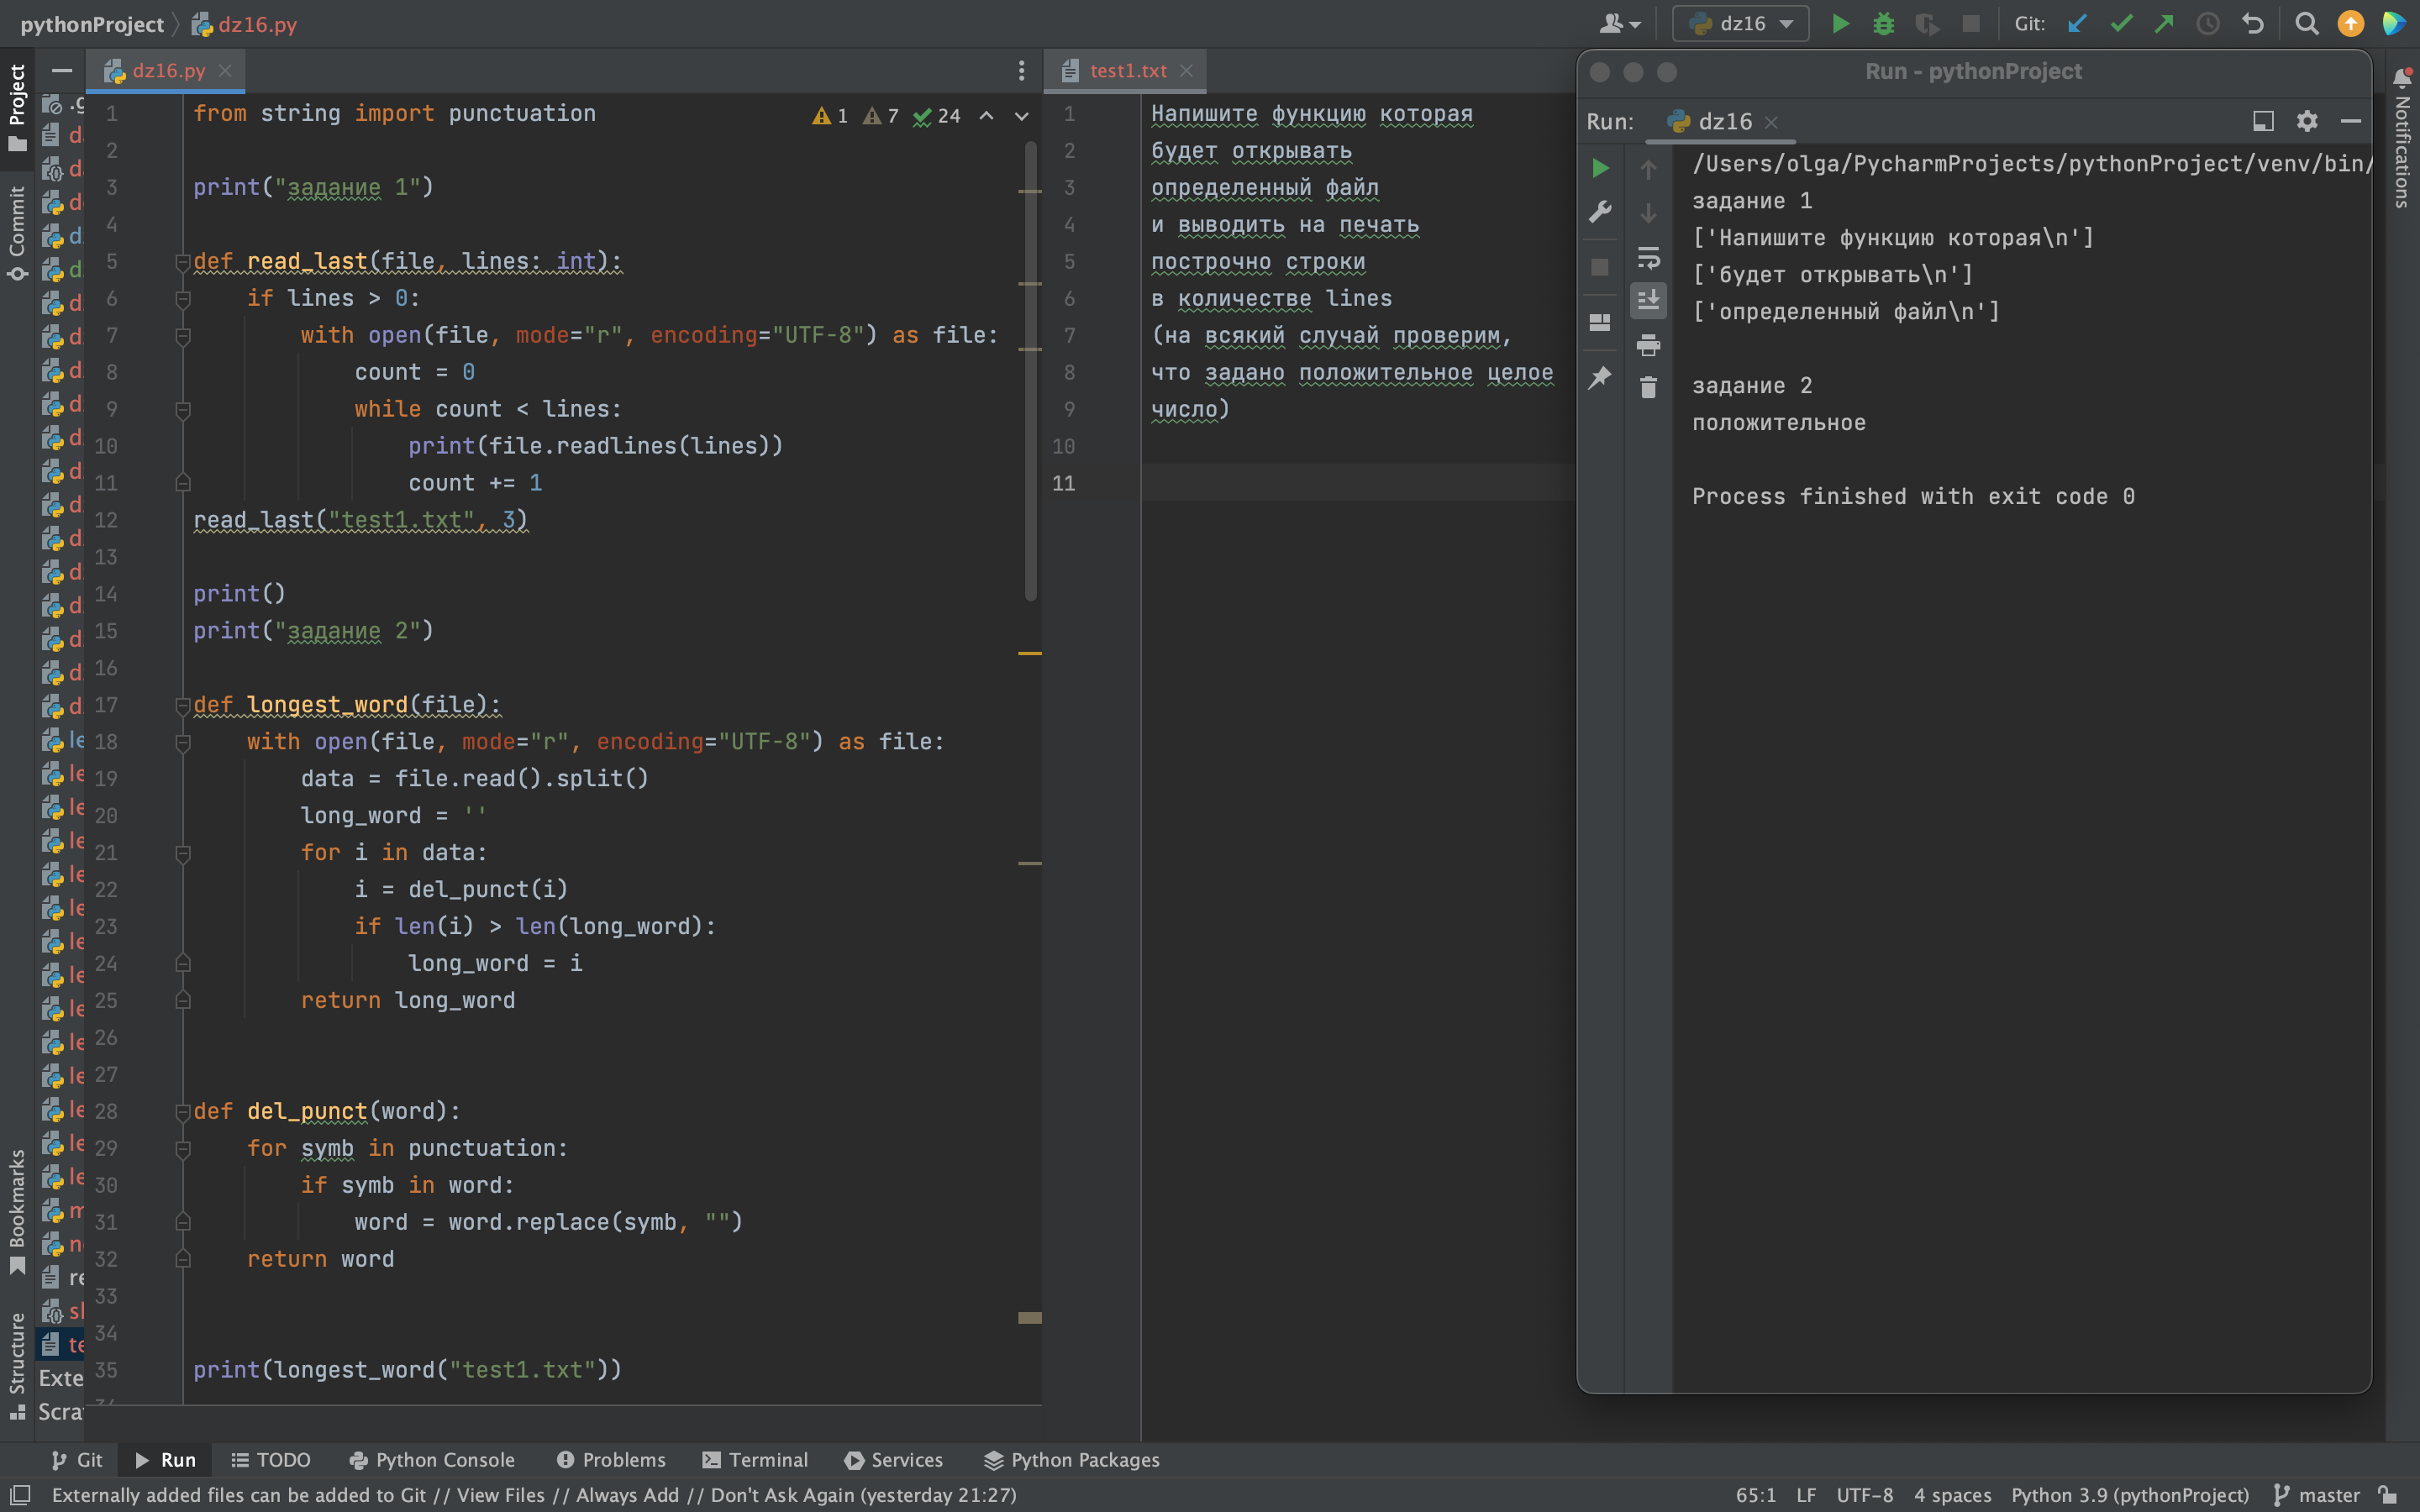 pythonProject dz16.py
dz16
Git:
Project
Commit
Bookmarks
Structure
Notifications
dz16.py
1 from string import punctuation
1 7 24
2
3 print("задание 1")
4
5 def read_last(file, lines: int):
6 if lines > 0:
7 with open(file, mode="r", encoding="UTF-8") as file:
8 count = 0
9 while count < lines:
10 print(file.readlines(lines))
11 count += 1
12 read_last("test1.txt", 3)
13
14 print()
15 print("задание 2")
16
17 def longest_word(file):
18 with open(file, mode="r", encoding="UTF-8") as file:
19 data = file.read().split()
20 long_word = ''
21 for i in data:
22 i = del_punct(i)
23 if len(i) > len(long_word):
24 long_word = i
25 return long_word
26
27
28 def del_punct(word):
29 for symb in punctuation:
30 if symb in word:
31 word = word.replace(symb, "")
32 return word
33
34
35 print(longest_word("test1.txt"))
test1.txt
1 Напишите функцию которая
2 будет открывать
3 определенный файл
4 и выводить на печать
5 построчно строки
6 в количестве lines
7 (на всякий случай проверим,
8 что задано положительное целое
9 число)
10
11
Run - pythonProject
Run: dz16
/Users/olga/PycharmProjects/pythonProject/venv/bin/
задание 1
['Напишите функцию которая\n']
['будет открывать\n']
['определенный файл\n']
задание 2
положительное
Process finished with exit code 0
Git Run TODO Python Console Problems Terminal Services Python Packages
Externally added files can be added to Git // View Files // Always Add // Don't Ask Again (yesterday 21:27)
65:1 LF UTF-8 4 spaces Python 3.9 (pythonProject) master